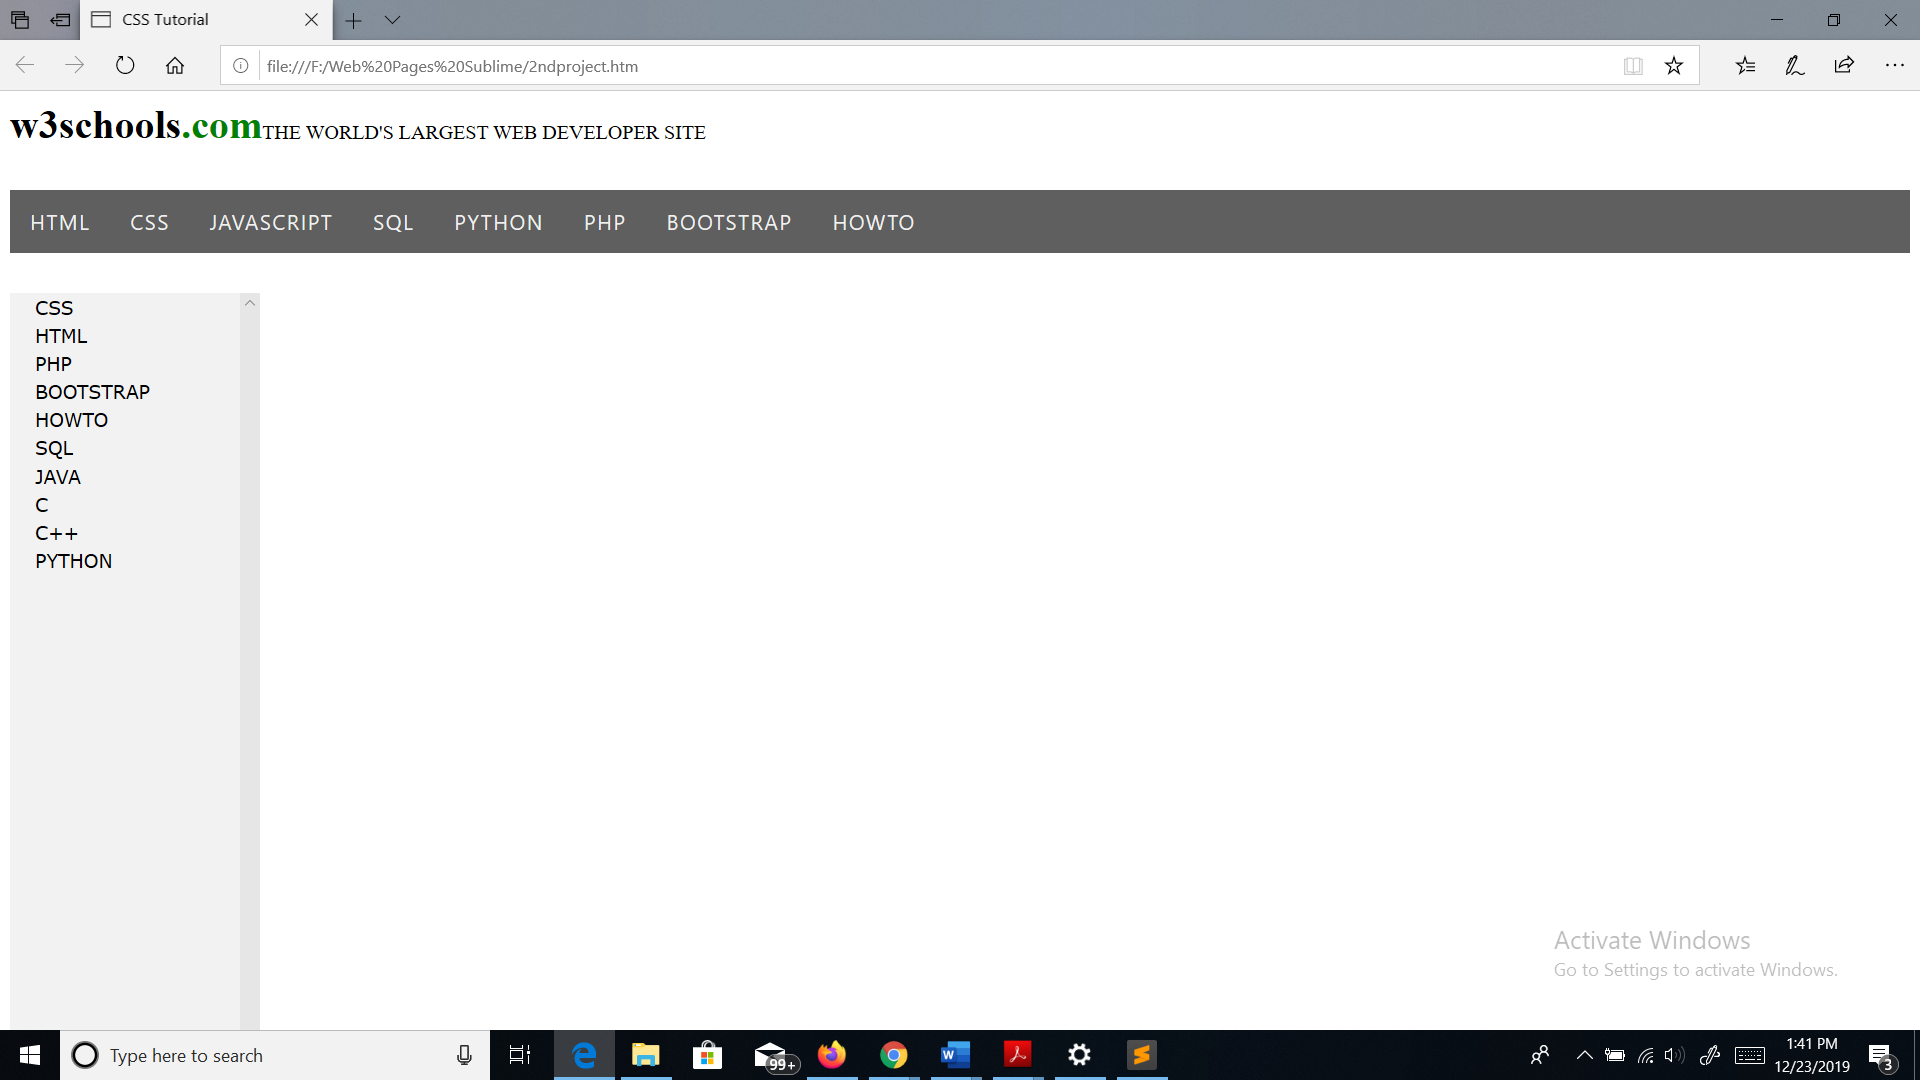 CSS Tutorial
file:///F:/Web%20Pages%20Sublime/2ndproject.htm
w3schools.comTHE WORLD'S LARGEST WEB DEVELOPER SITE
HTML CSS JAVASCRIPT SQL PYTHON PHP BOOTSTRAP HOWTO
CSS
HTML
PHP
BOOTSTRAP
HOWTO
SQL
JAVA
C
C++
PYTHON
Activate Windows
Go to Settings to activate Windows.
Type here to search
99+
1:41 PM
12/23/2019
3